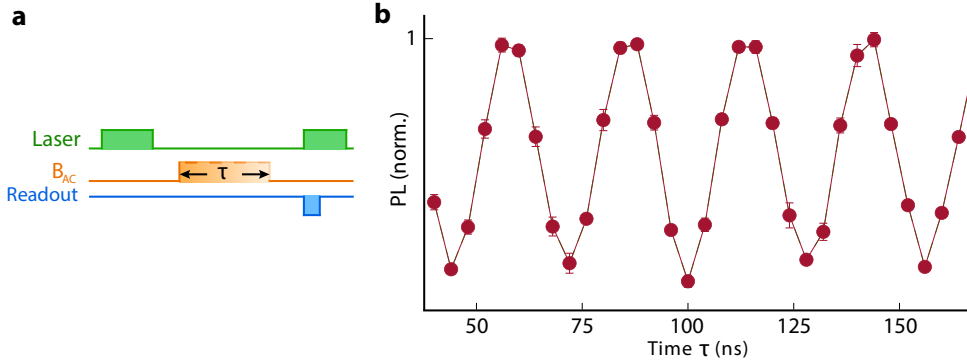 a
Laser
B_AC
τ
Readout
b
PL (norm.)
1
50 75 100 125 150
Time τ (ns)